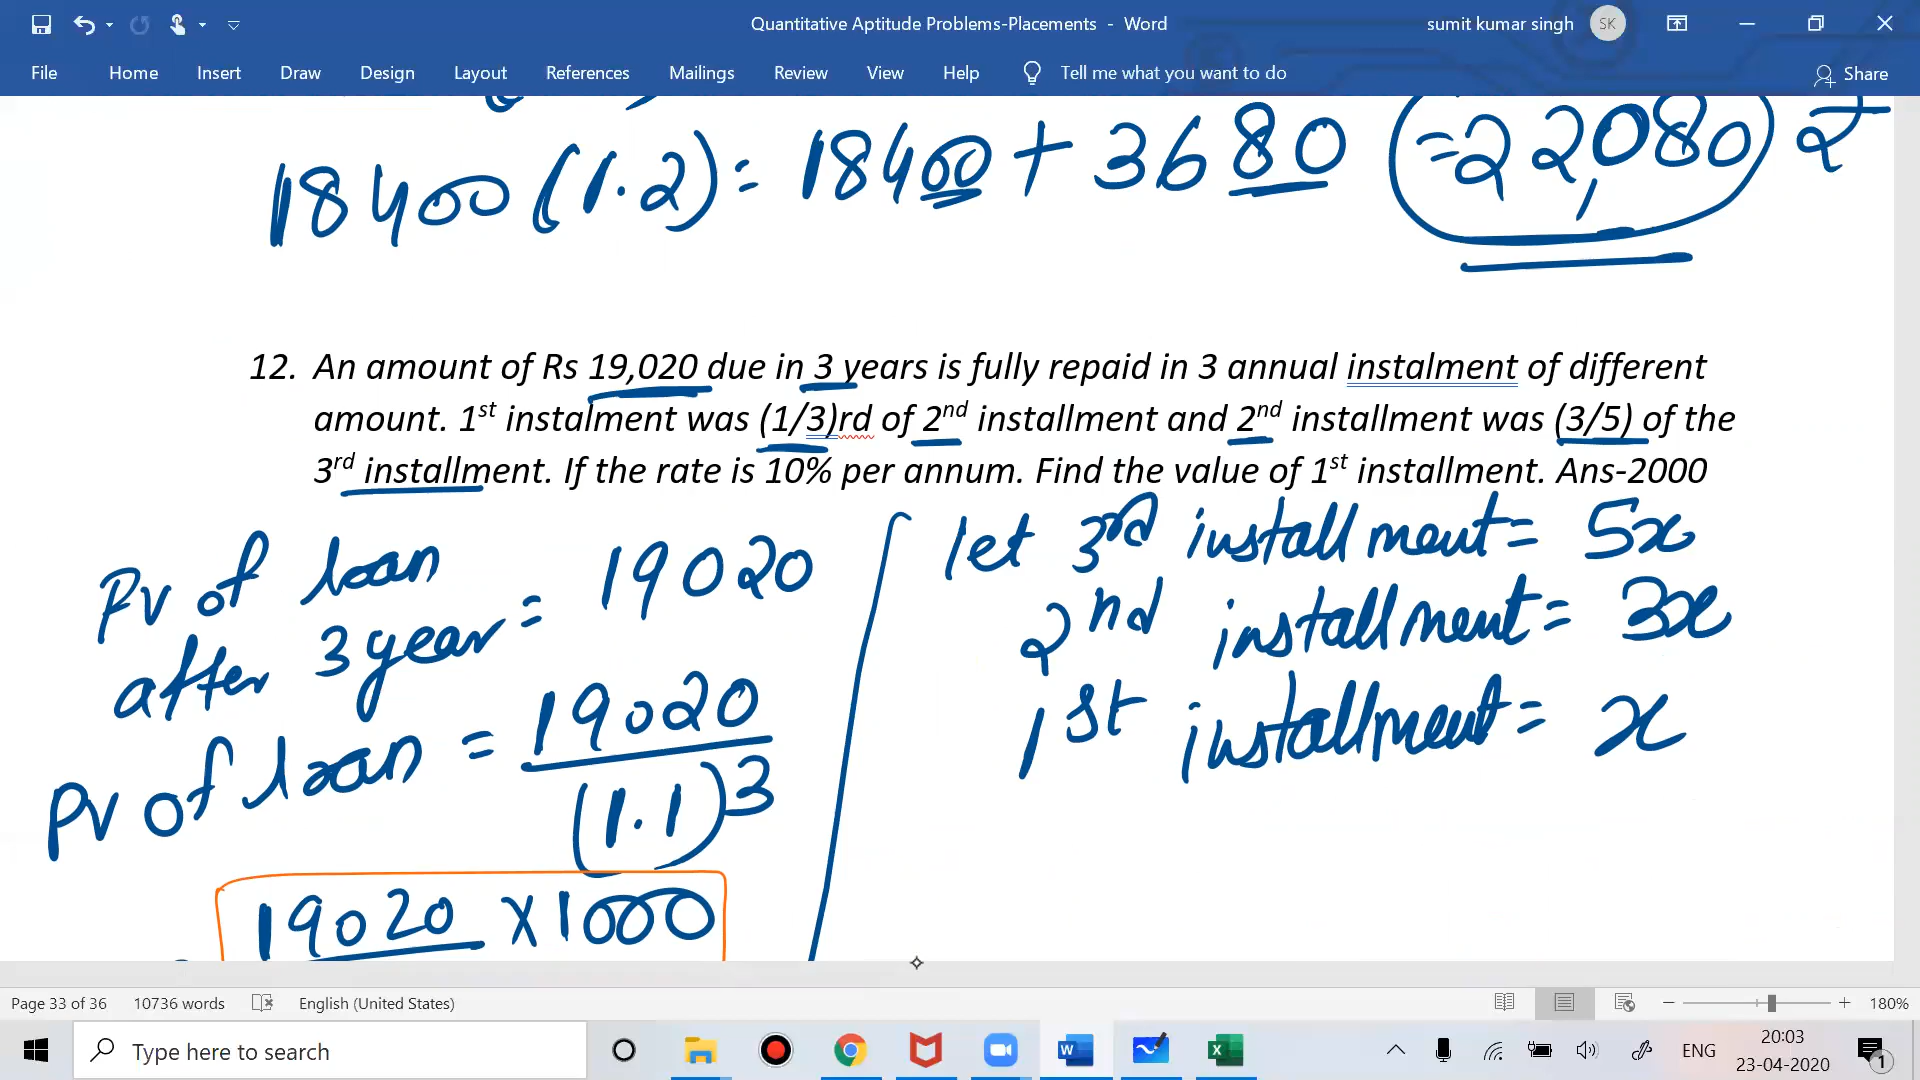 Quantitative Aptitude Problems-Placements - Word
sumit kumar singh SK
File Home Insert Draw Design Layout References Mailings Review View Help Tell me what you want to do Share
18400 (1.2) = 18400 + 3680 = 22,080
12. An amount of Rs 19,020 due in 3 years is fully repaid in 3 annual instalment of different
amount. 1st instalment was (1/3)rd of 2nd installment and 2nd installment was (3/5) of the
3rd installment. If the rate is 10% per annum. Find the value of 1st installment. Ans-2000
FV of loan after 3 year = 19020
PV of loan = 19020
(1.1)3
19020 x1000
let 3rd installment = 5x
2nd installment = 3x
1st installment = x
Page 33 of 36 10736 words English (United States) 180%
Type here to search
ENG
20:03
23-04-2020
1